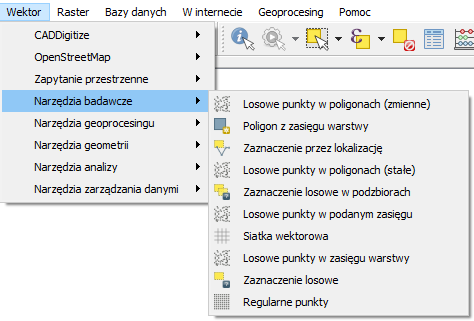 Wektor Raster Bazy danych W internecie Geoprocesing Pomoc
CADDigitize
OpenStreetMap
Zapytanie przestrzenne
Narzędzia badawcze
Narzędzia geoprocesingu
Narzędzia geometrii
Narzędzia analizy
Narzędzia zarządzania danymi
Losowe punkty w poligonach (zmienne)
Poligon z zasięgu warstwy
Zaznaczenie przez lokalizację
Losowe punkty w poligonach (stałe)
Zaznaczenie losowe w podzbiorach
Losowe punkty w podanym zasięgu
Siatka wektorowa
Losowe punkty w zasięgu warstwy
Zaznaczenie losowe
Regularne punkty